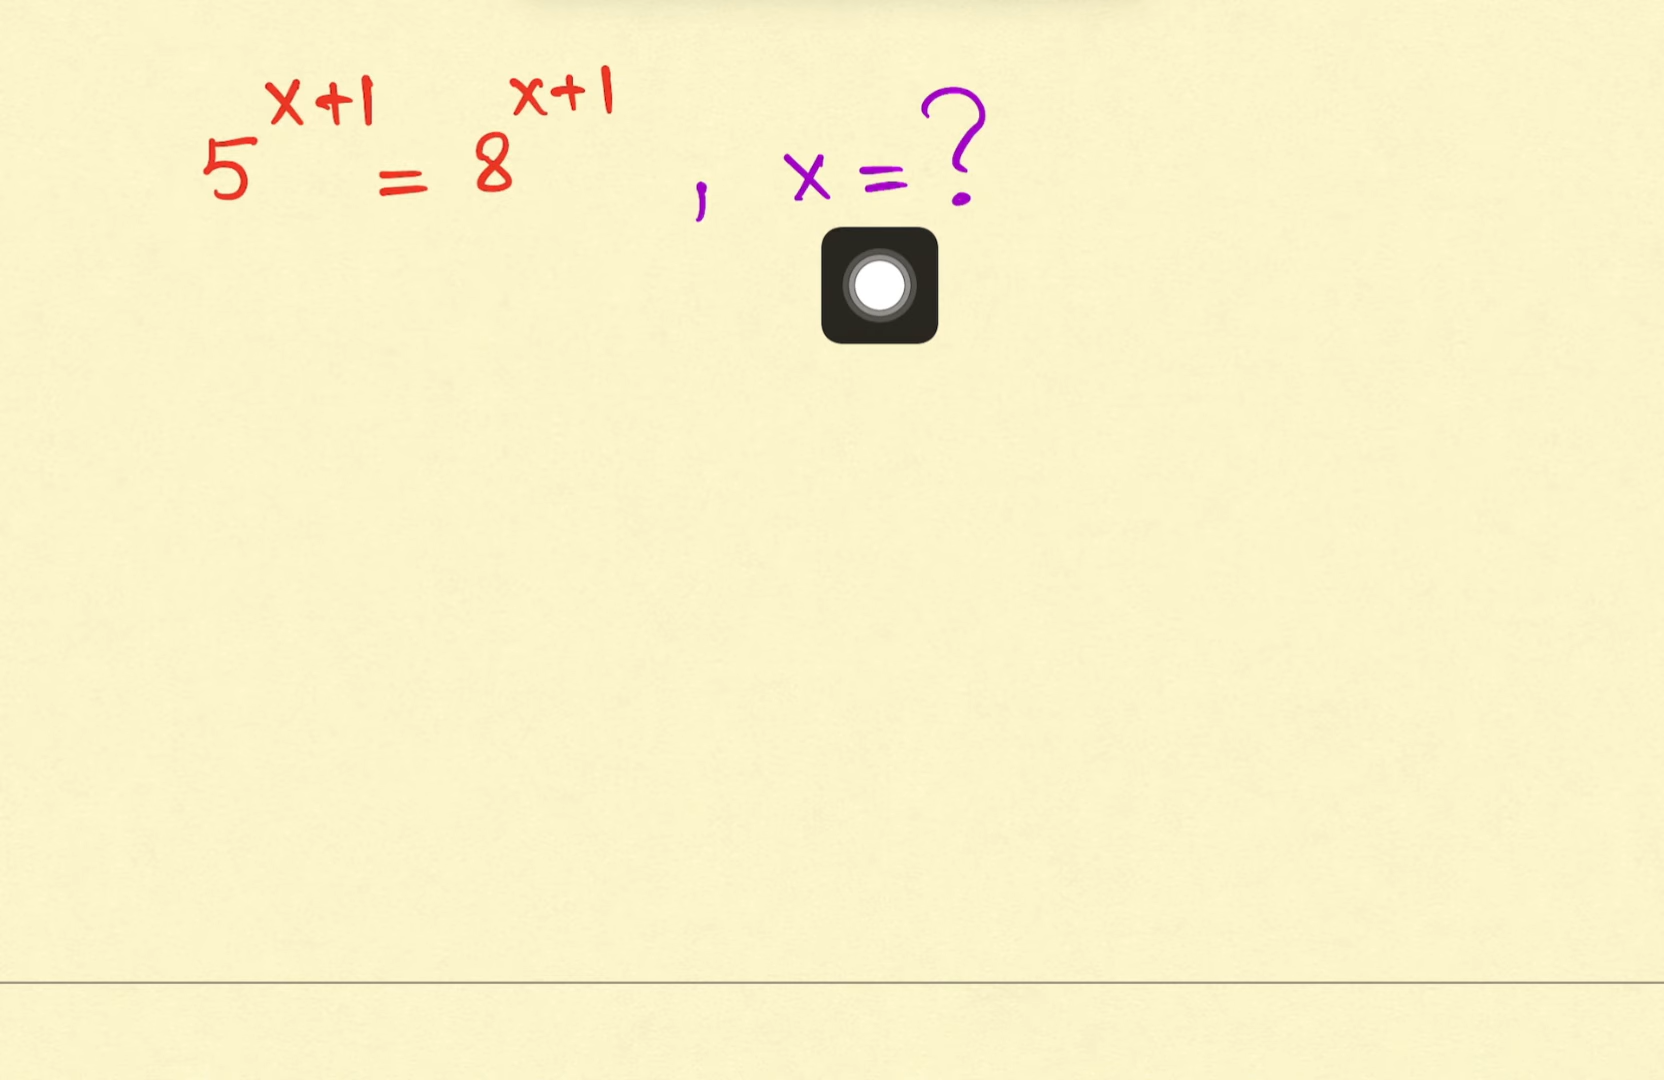 5^{x+1} = 8^{x+1} , x = ?